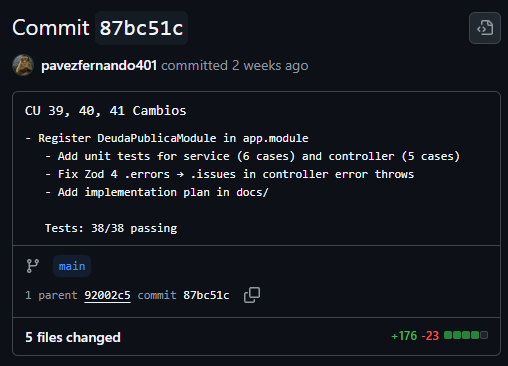 Commit 87bc51c
pavezfernando401 committed 2 weeks ago
CU 39, 40, 41 Cambios
- Register DeudaPublicaModule in app.module
- Add unit tests for service (6 cases) and controller (5 cases)
- Fix Zod 4 .errors → .issues in controller error throws
- Add implementation plan in docs/
Tests: 38/38 passing
main
1 parent 92002c5 commit 87bc51c
5 files changed +176 -23